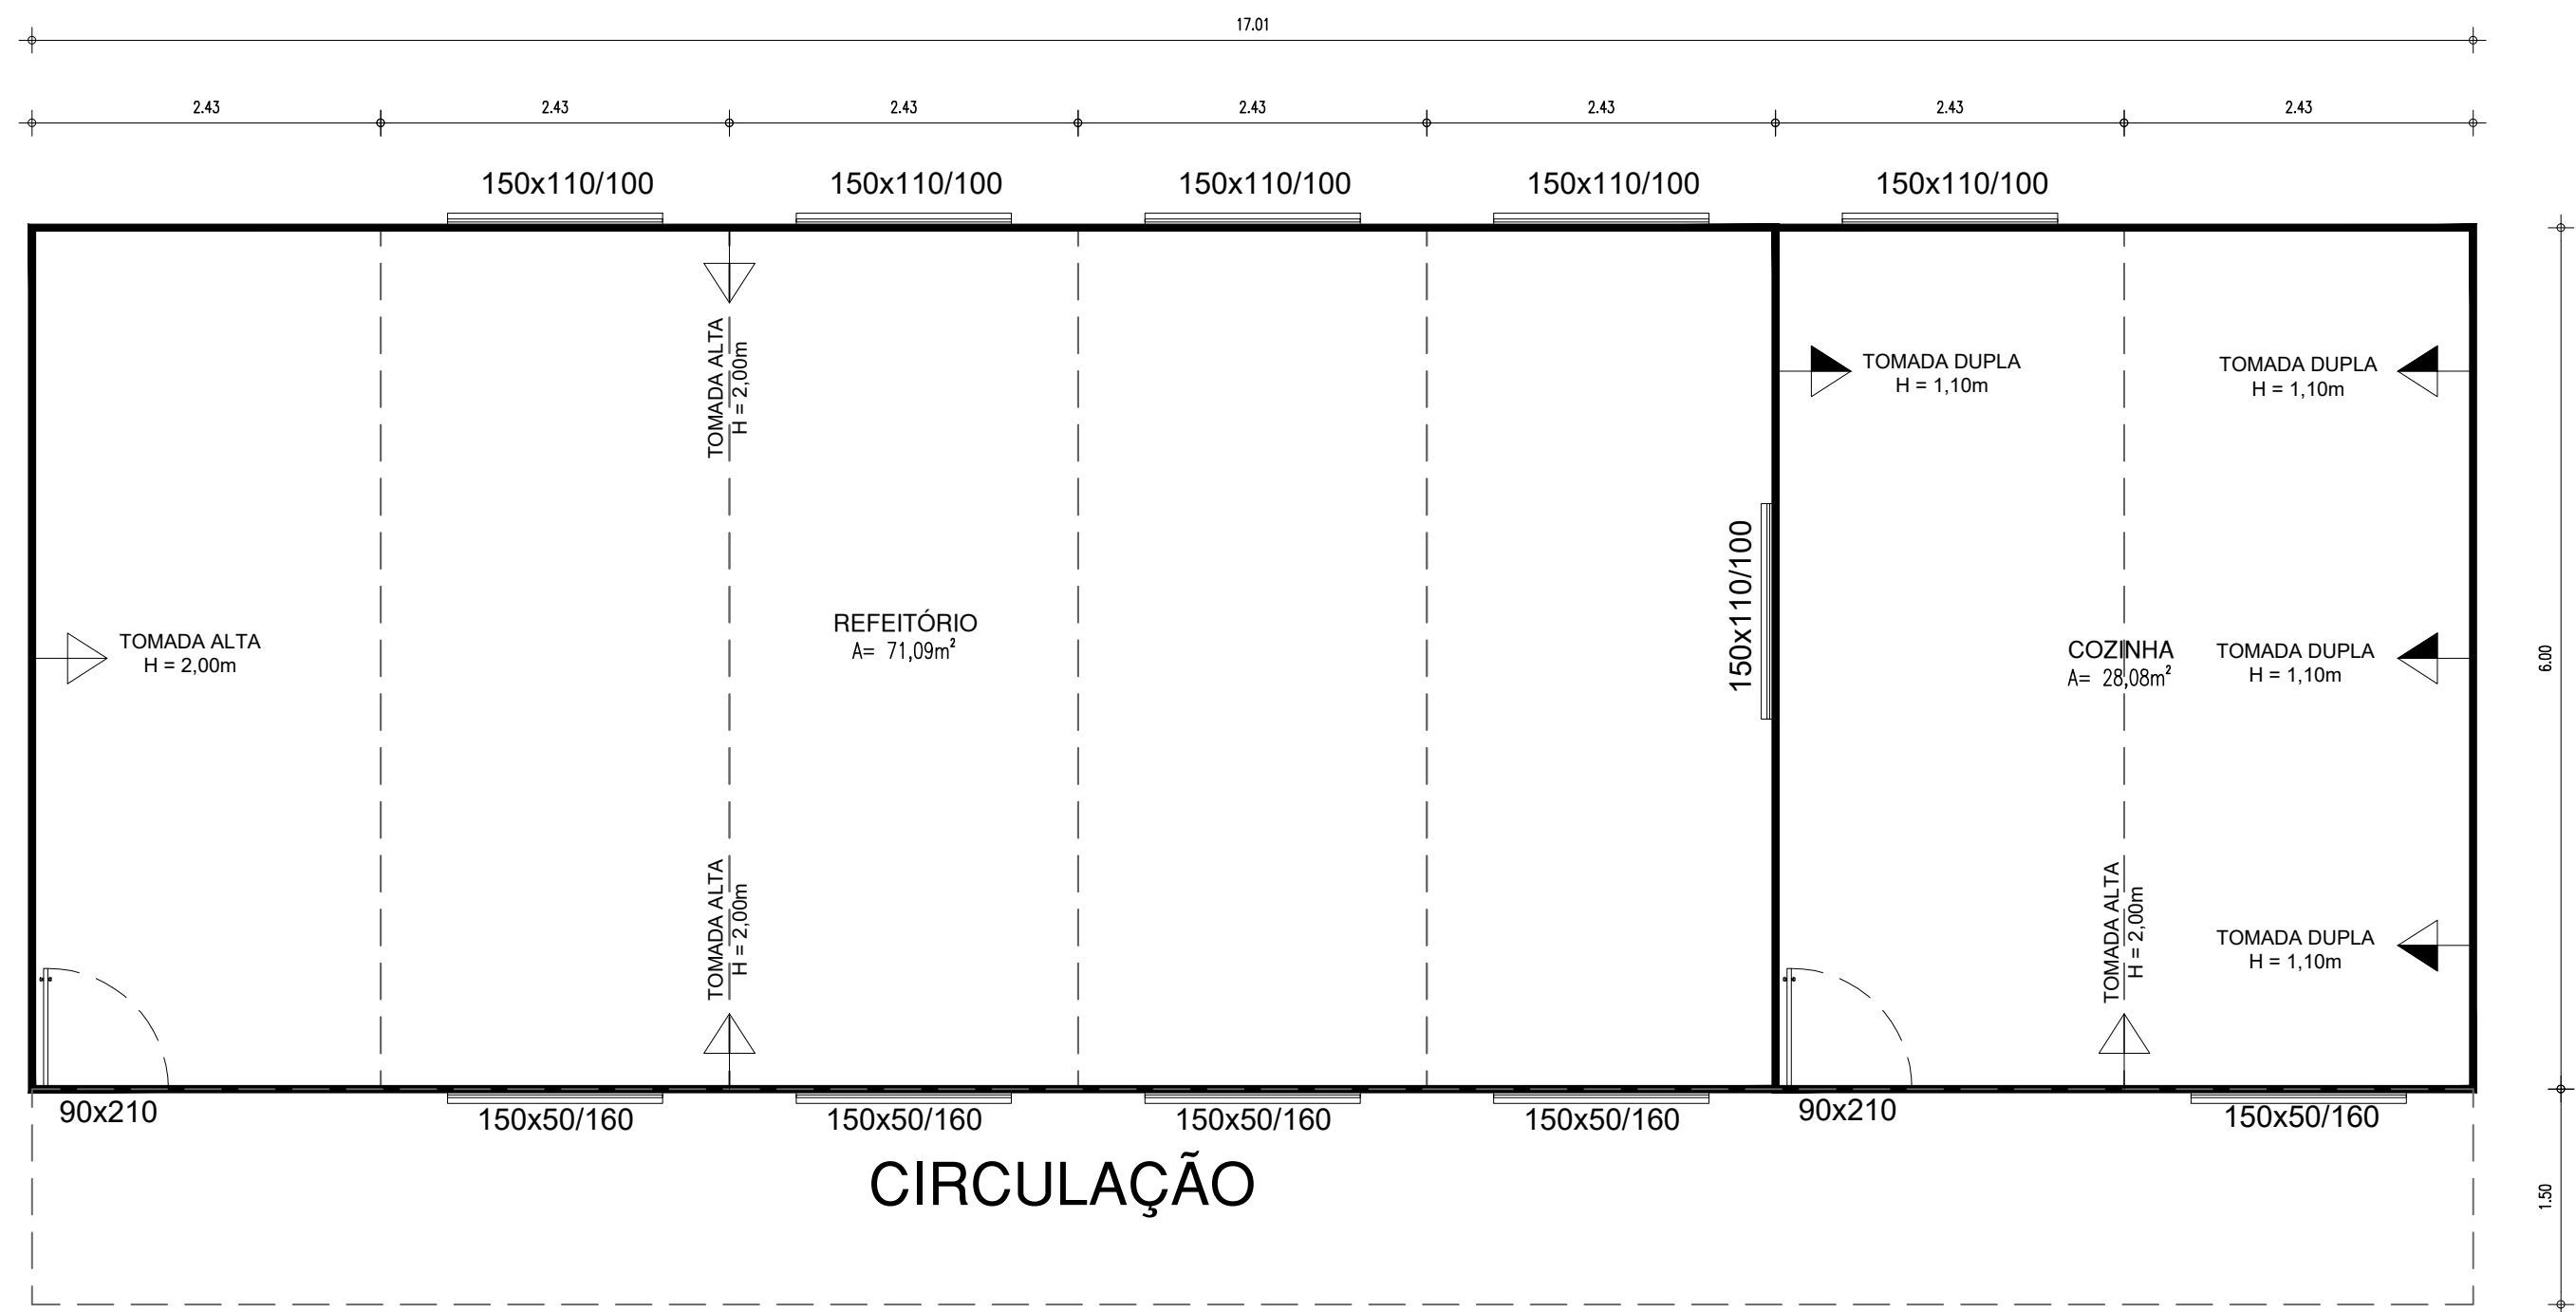 17.01
2.43
2.43
2.43
2.43
2.43
2.43
2.43
150x110/100
150x110/100
150x110/100
150x110/100
150x110/100
TOMADA ALTA
H = 2,00m
TOMADA DUPLA
H = 1,10m
TOMADA DUPLA
H = 1,10m
150x110/100
TOMADA ALTA
H = 2,00m
REFEITÓRIO
A= 71,09m²
COZINHA
A= 28,08m²
TOMADA DUPLA
H = 1,10m
6.00
TOMADA ALTA
H = 2,00m
TOMADA ALTA
H = 2,00m
TOMADA DUPLA
H = 1,10m
90x210
150x50/160
150x50/160
150x50/160
150x50/160
90x210
150x50/160
CIRCULAÇÃO
1.50